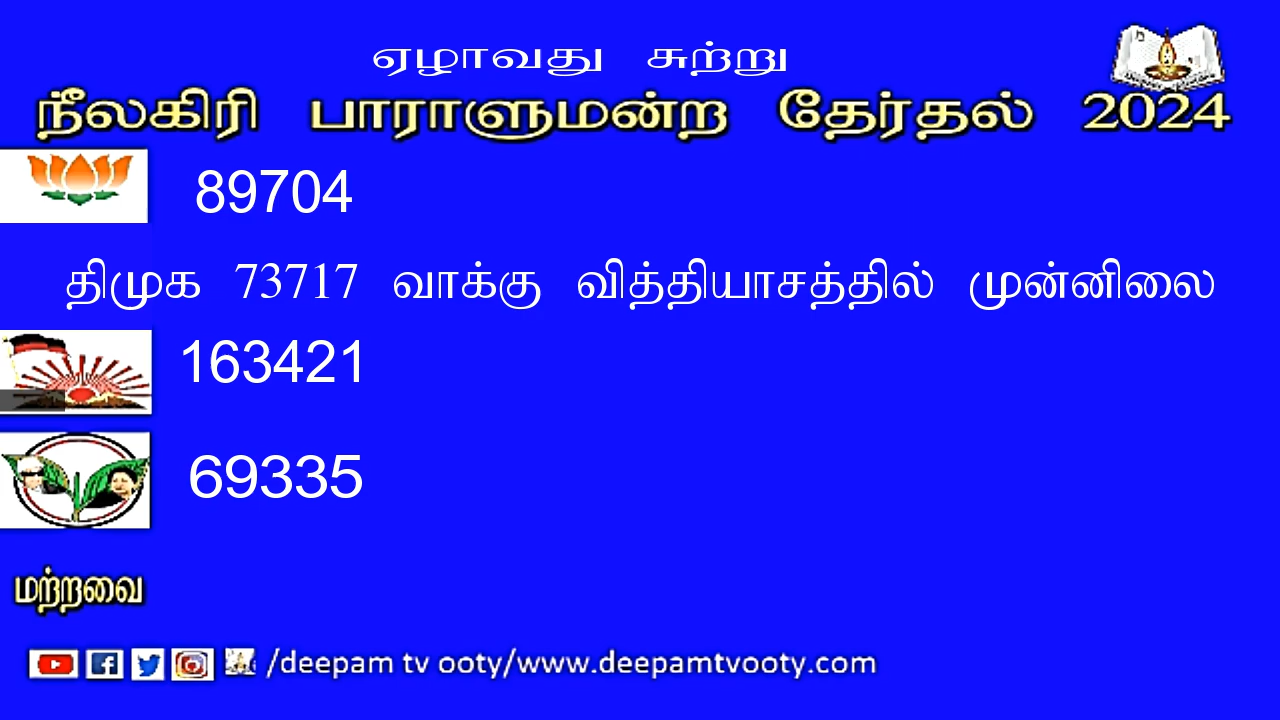 ஏழாவது சுற்று
நீலகிரி பாராளுமன்ற தேர்தல் 2024
89704
திமுக 73717 வாக்கு வித்தியாசத்தில் முன்னிலை
163421
69335
மற்றவை
/deepam tv ooty/www.deepamtvooty.com